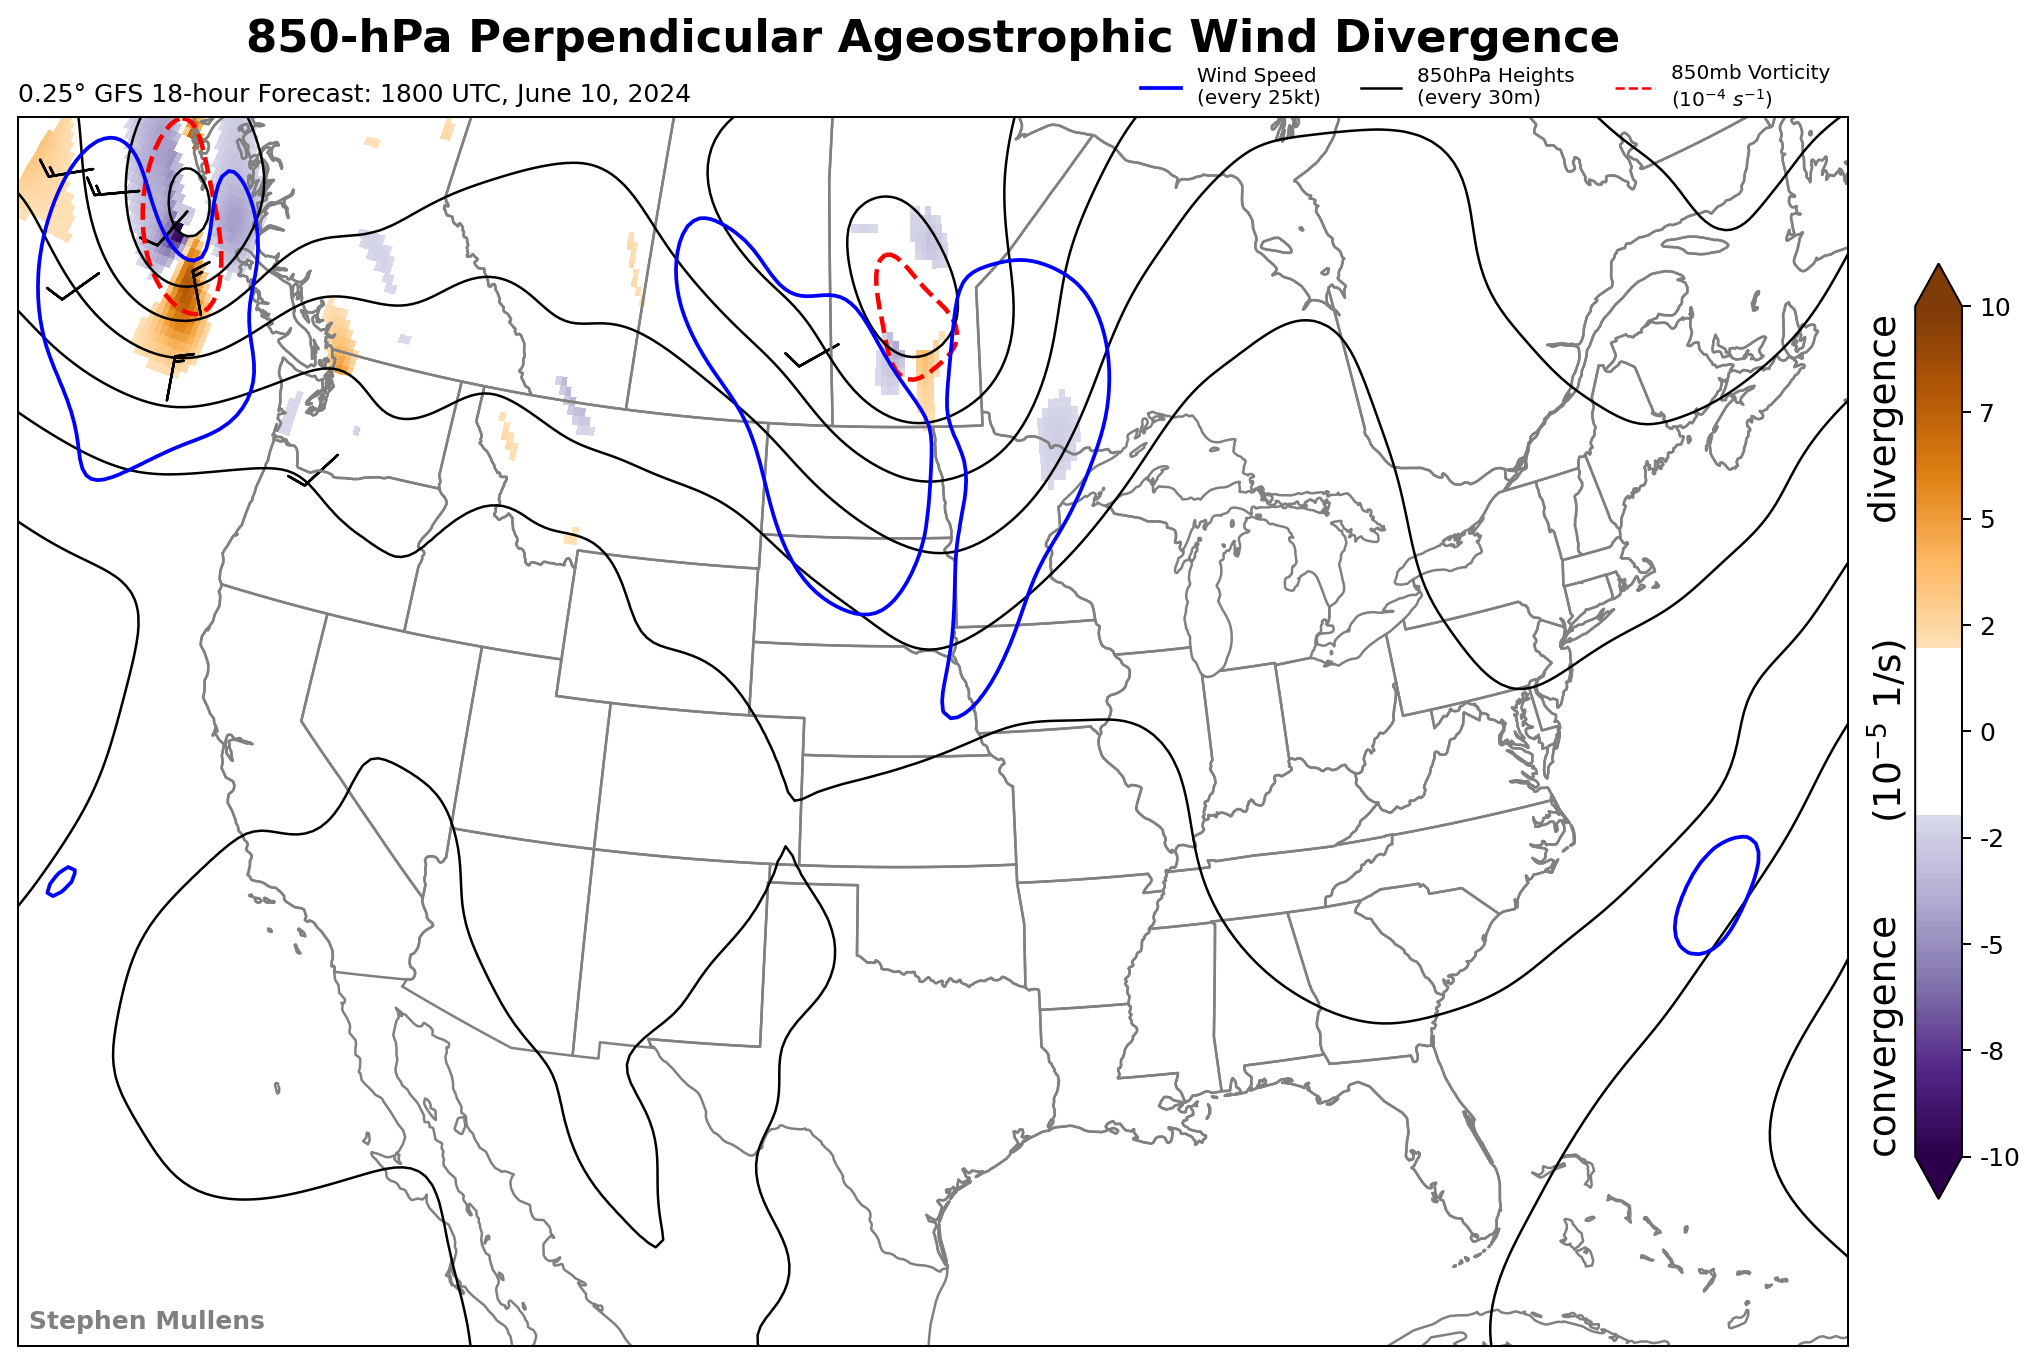 850-hPa Perpendicular Ageostrophic Wind Divergence
0.25° GFS 18-hour Forecast: 1800 UTC, June 10, 2024
Wind Speed
(every 25kt)
850hPa Heights
(every 30m)
850mb Vorticity
(10⁻⁴ s⁻¹)
10
7
5
2
0
-2
-5
-8
-10
convergence (10⁻⁵ 1/s) divergence
Stephen Mullens